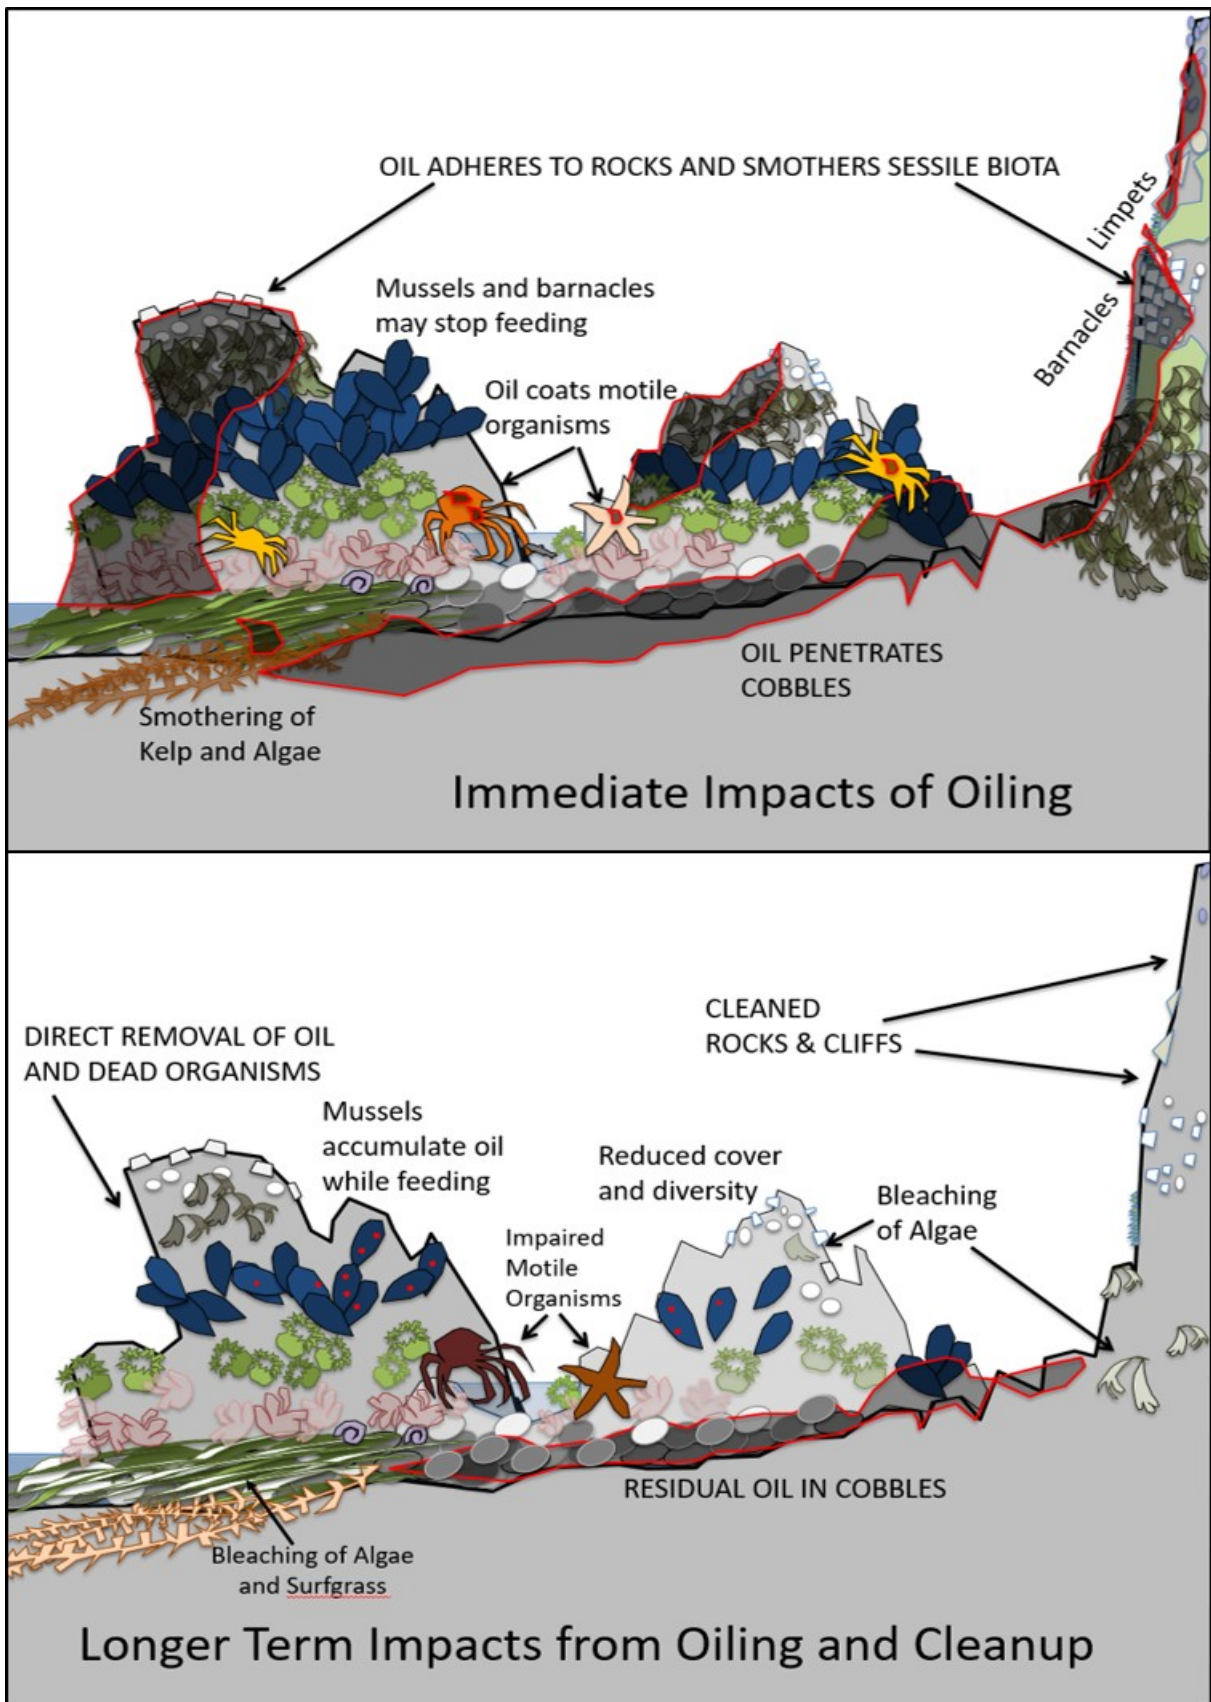 OIL ADHERES TO ROCKS AND SMOTHERS SESSILE BIOTA
Limpets
Barnacles
Mussels and barnacles
may stop feeding
Oil coats motile
organisms
OIL PENETRATES
COBBLES
Smothering of
Kelp and Algae
Immediate Impacts of Oiling
CLEANED
ROCKS & CLIFFS
DIRECT REMOVAL OF OIL
AND DEAD ORGANISMS
Mussels
accumulate oil
while feeding
Reduced cover
and diversity
Bleaching
of Algae
Impaired
Motile
Organisms
RESIDUAL OIL IN COBBLES
Bleaching of Algae
and Surfgrass
Longer Term Impacts from Oiling and Cleanup